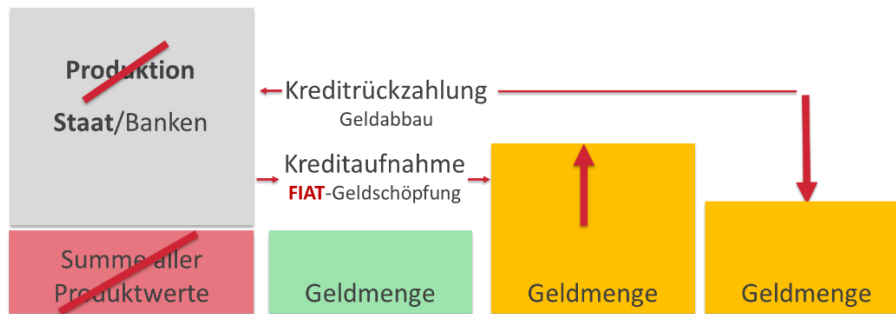 Produktion
Staat/Banken
Kreditrückzahlung
Geldabbau
Kreditaufnahme
FIAT-Geldschöpfung
Summe aller
Produktwerte
Geldmenge
Geldmenge
Geldmenge